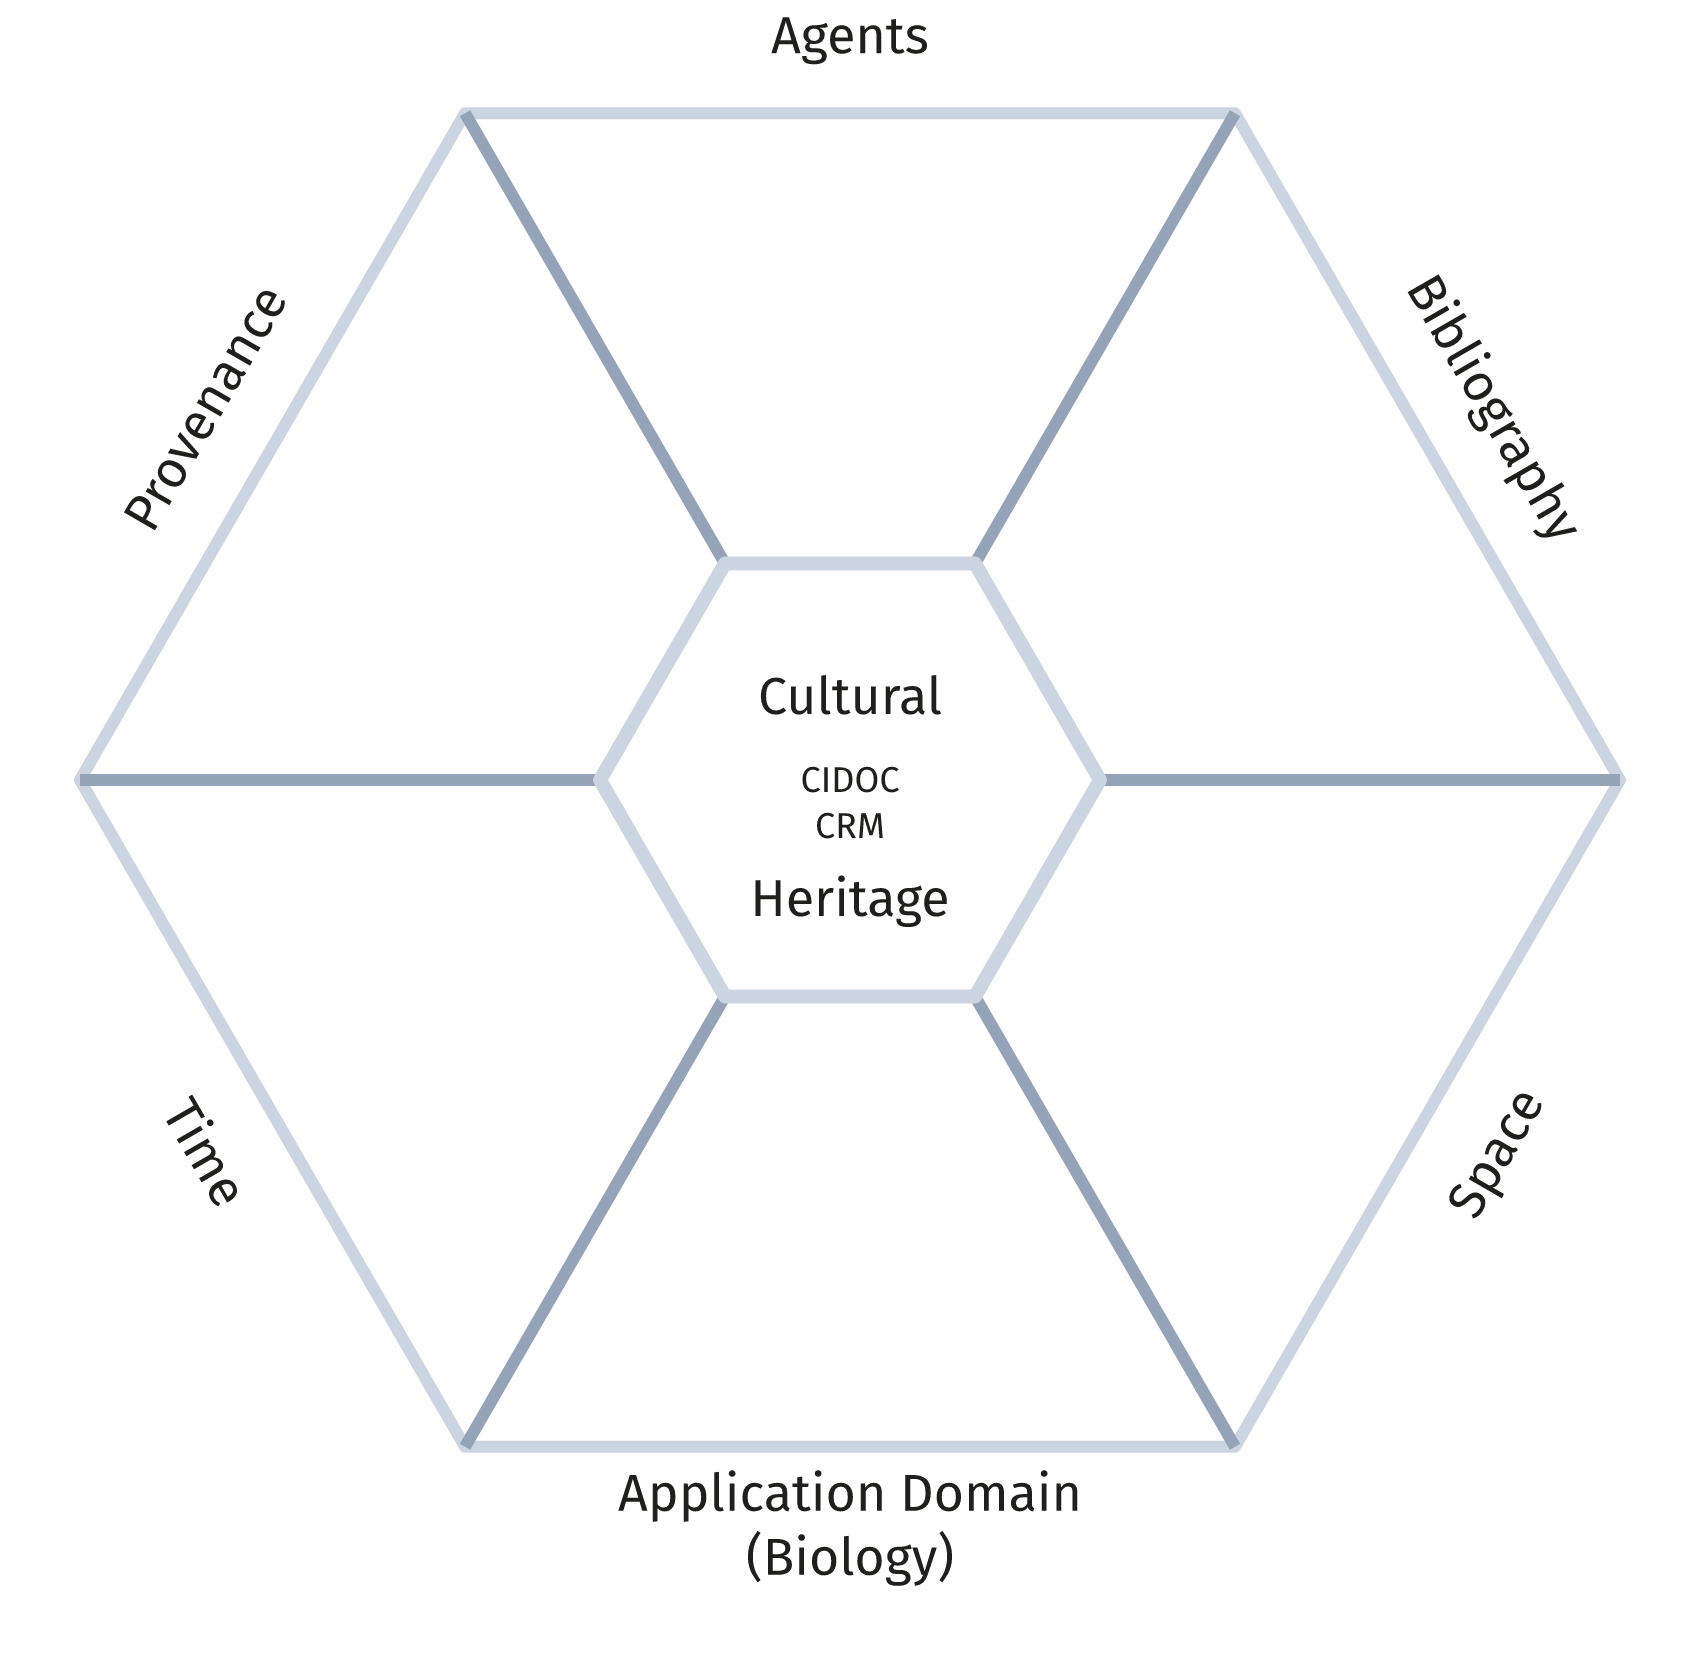 Agents
Provenance
Bibliography
Cultural
CIDOC
CRM
Heritage
Time
Space
Application Domain
(Biology)